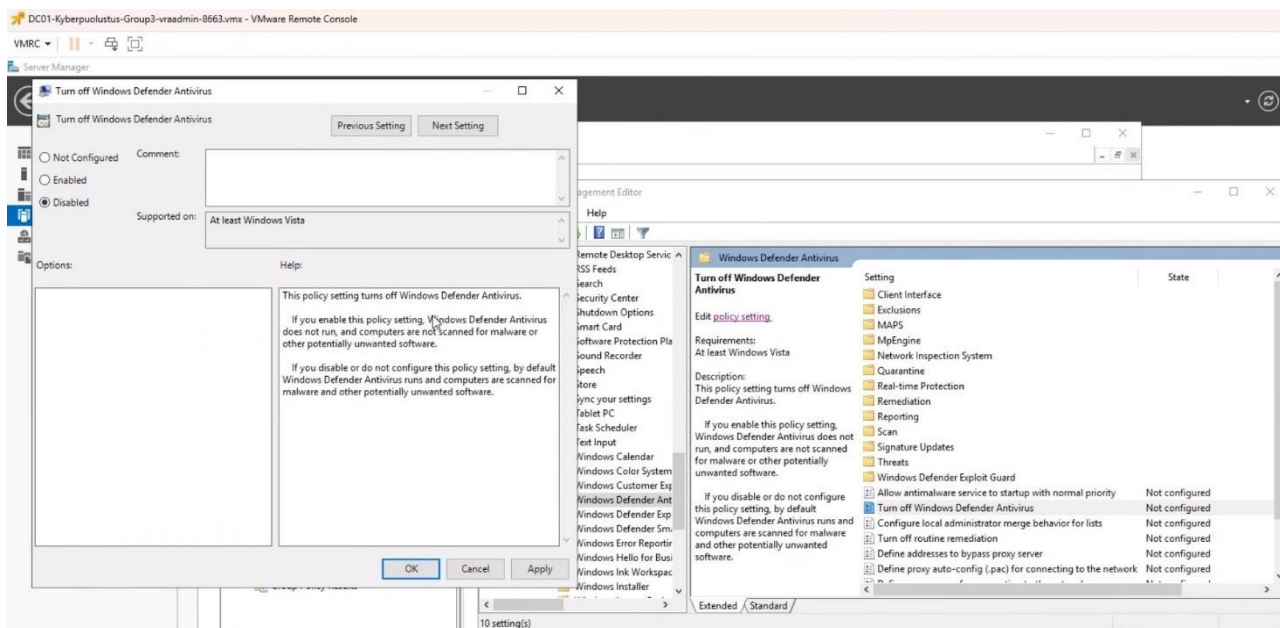 DC01-Kyberpuolustus-Group3-vraadmin-8663.vmx - VMware Remote Console
VMRC
Server Manager
Turn off Windows Defender Antivirus
Turn off Windows Defender Antivirus
Previous Setting
Next Setting
Not Configured
Comment:
Enabled
Disabled
Supported on:
At least Windows Vista
Options:
Help:
This policy setting turns off Windows Defender Antivirus.
If you enable this policy setting, Windows Defender Antivirus
does not run, and computers are not scanned for malware or
other potentially unwanted software.
If you disable or do not configure this policy setting, by default
Windows Defender Antivirus runs and computers are scanned for
malware and other potentially unwanted software.
OK
Cancel
Apply
agement Editor
Help
Remote Desktop Servic
RSS Feeds
Search
Security Center
Shutdown Options
Smart Card
Software Protection Pla
Sound Recorder
Speech
Store
Sync your settings
Tablet PC
Task Scheduler
Text Input
Windows Calendar
Windows Color System
Windows Customer Exp
Windows Defender Ant
Windows Defender Exp
Windows Defender Sma
Windows Error Reportin
Windows Hello for Busi
Windows Ink Workspac
Windows Installer
Windows Defender Antivirus
Turn off Windows Defender
Antivirus
Edit policy setting
Requirements:
At least Windows Vista
Description:
This policy setting turns off Windows
Defender Antivirus.
If you enable this policy setting,
Windows Defender Antivirus does not
run, and computers are not scanned
for malware or other potentially
unwanted software.
If you disable or do not configure
this policy setting, by default
Windows Defender Antivirus runs and
computers are scanned for malware
and other potentially unwanted
software.
Setting State
Client Interface
Exclusions
MAPS
MpEngine
Network Inspection System
Quarantine
Real-time Protection
Remediation
Reporting
Scan
Signature Updates
Threats
Windows Defender Exploit Guard
Allow antimalware service to startup with normal priority Not configured
Turn off Windows Defender Antivirus Not configured
Configure local administrator merge behavior for lists Not configured
Turn off routine remediation Not configured
Define addresses to bypass proxy server Not configured
Define proxy auto-config (.pac) for connecting to the network Not configured
Extended
Standard
10 setting(s)